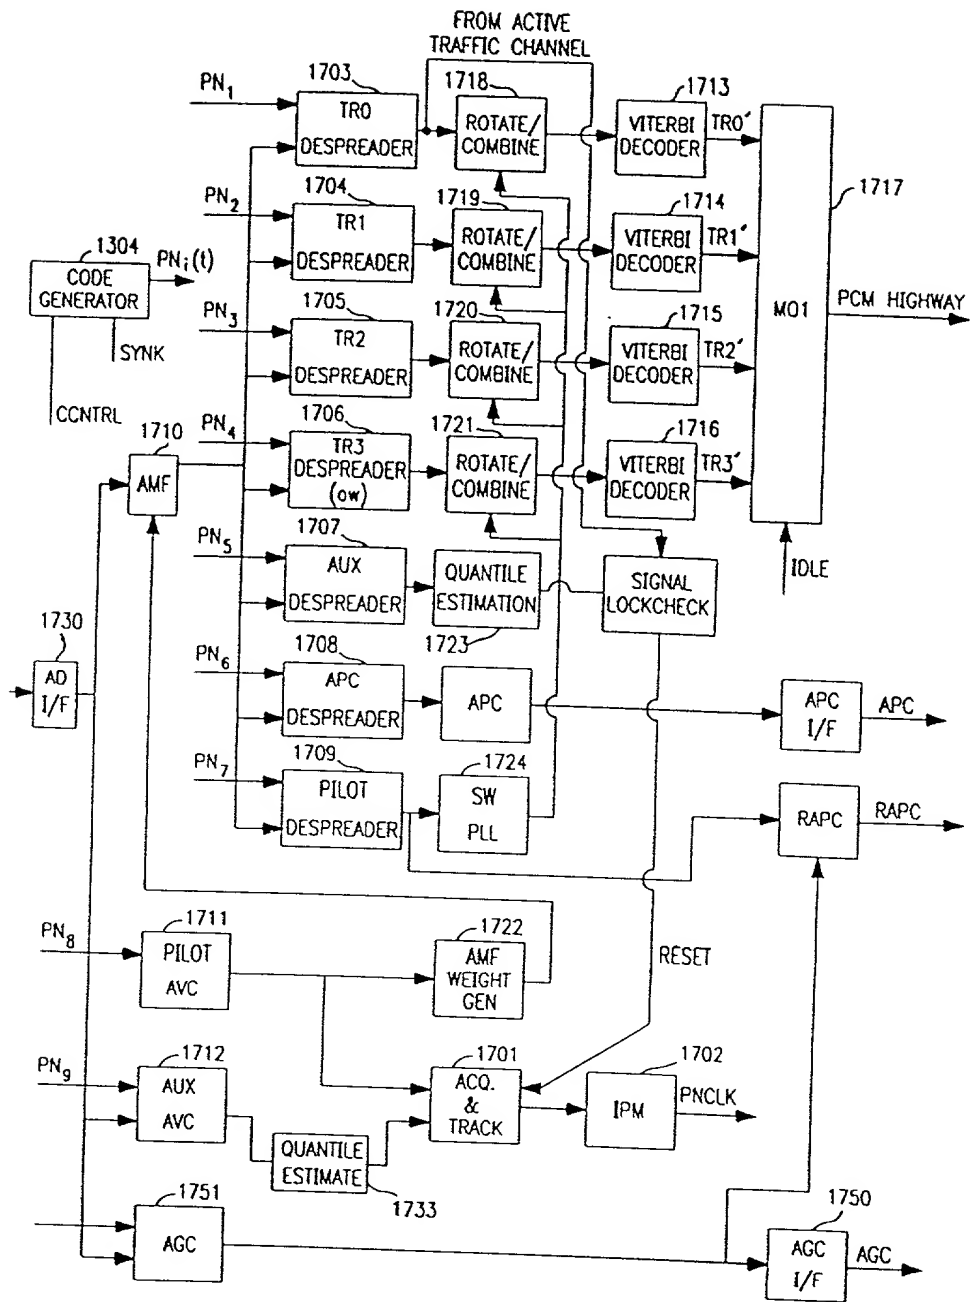 FROM ACTIVE
TRAFFIC CHANNEL
PN1
1703
TR0
DESPREADER
1718
ROTATE/
COMBINE
1713
VITERBI
DECODER
TR0'
PN2
1704
TR1
DESPREADER
1719
ROTATE/
COMBINE
1714
VITERBI
DECODER
TR1'
1717
MO1
PCM HIGHWAY
IDLE
1304
CODE
GENERATOR
PNi(t)
SYNK
CCNTRL
PN3
1705
TR2
DESPREADER
1720
ROTATE/
COMBINE
1715
VITERBI
DECODER
TR2'
PN4
1706
TR3
DESPREADER
(OW)
1721
ROTATE/
COMBINE
1716
VITERBI
DECODER
TR3'
1710
AMF
PN5
1707
AUX
DESPREADER
QUANTILE
ESTIMATION
1723
SIGNAL
LOCKCHECK
1730
AD
I/F
PN6
1708
APC
DESPREADER
APC
APC
I/F
APC
PN7
1709
PILOT
DESPREADER
1724
SW
PLL
RAPC
RAPC
PN8
1711
PILOT
AVC
1722
AMF
WEIGHT
GEN
RESET
PN9
1712
AUX
AVC
QUANTILE
ESTIMATE
1733
1701
ACQ.
&
TRACK
1702
IPM
PNCLK
1751
AGC
1750
AGC
I/F
AGC